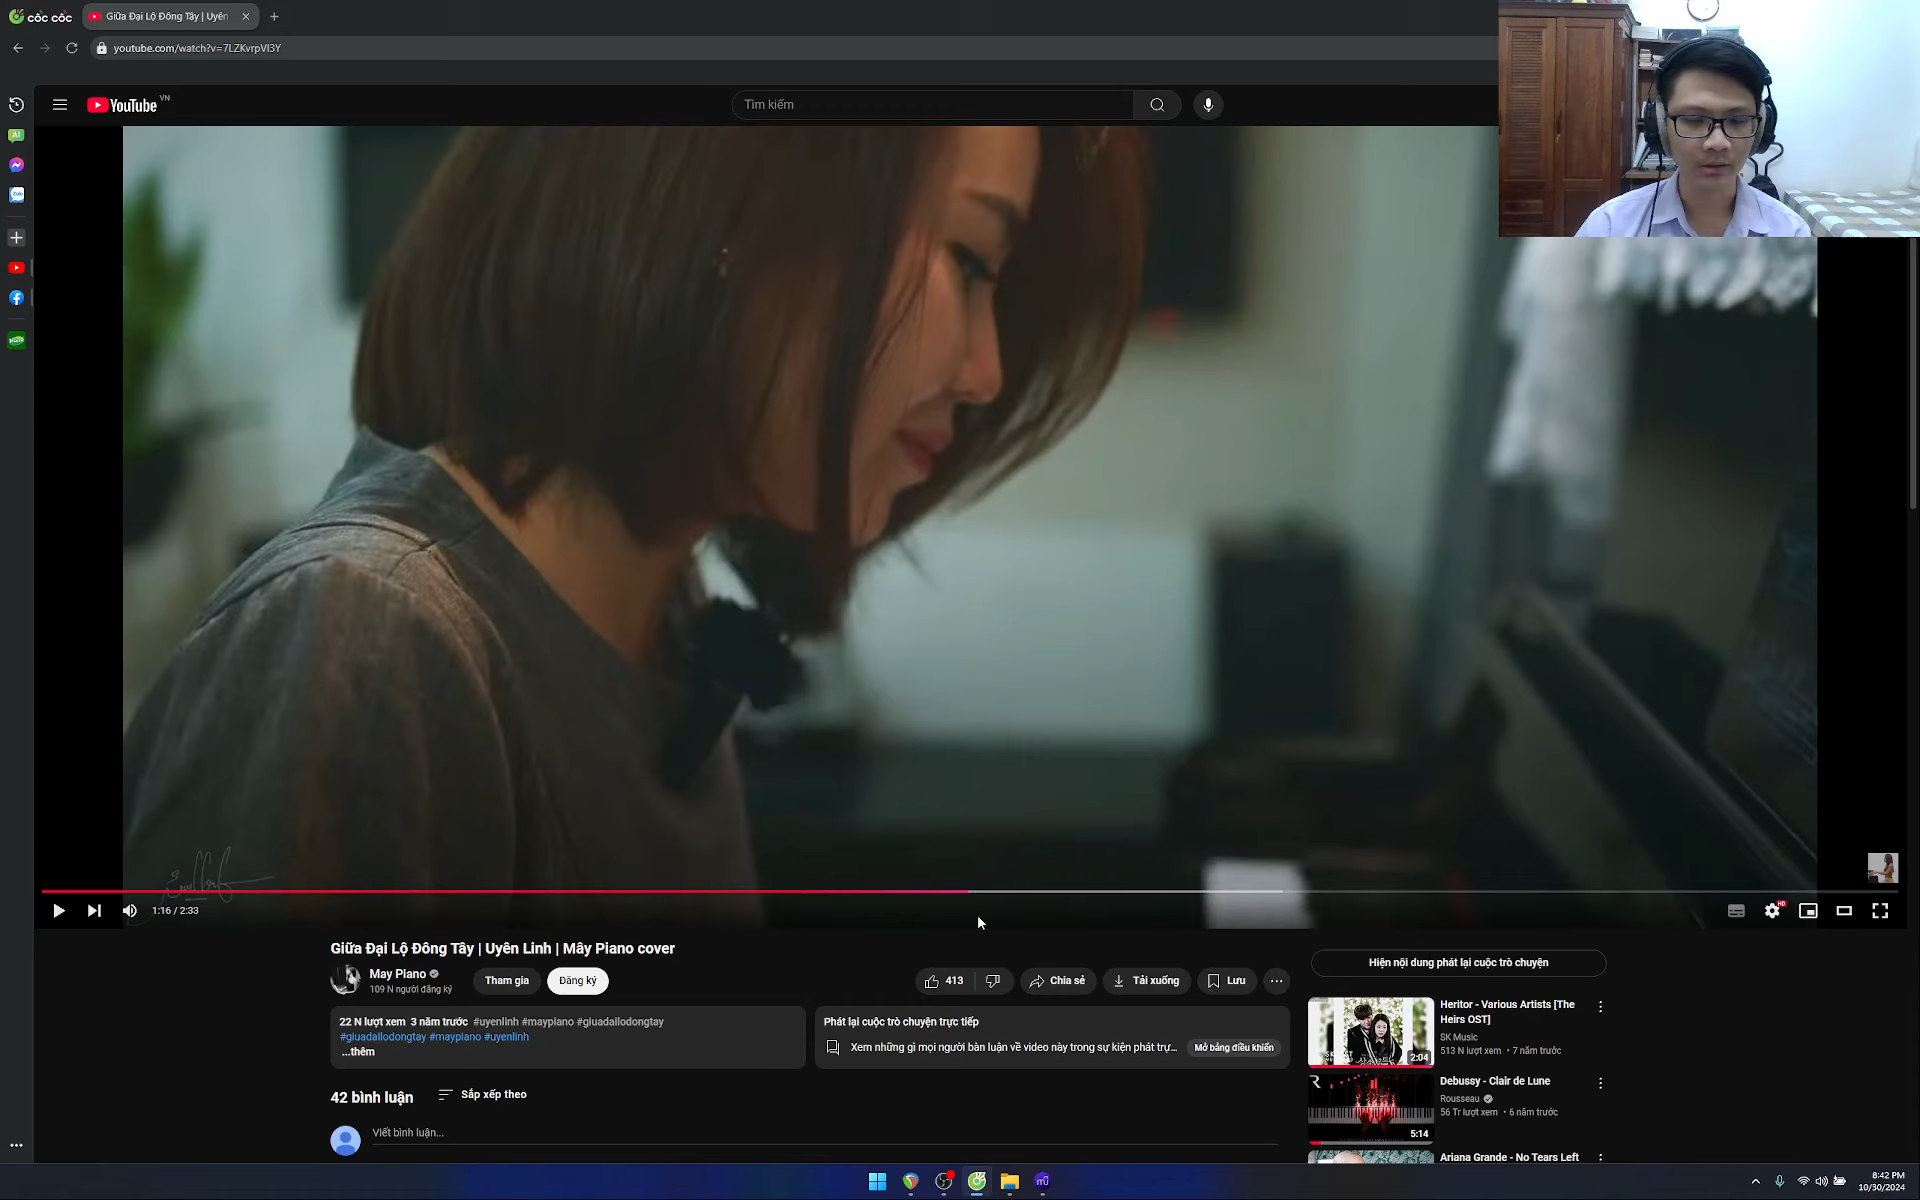 cốc cốc
Giữa Đại Lộ Đông Tây | Uyên
youtube.com/watch?v=7LZKvrpVl3Y
AI
Zalo
YouTube VN
Tìm kiếm
1:16 / 2:33
HD
Giữa Đại Lộ Đông Tây | Uyên Linh | Mây Piano cover
May Piano
109 N người đăng ký
Tham gia
Đăng ký
413
Chia sẻ
Tải xuống
Lưu
22 N lượt xem 3 năm trước #uyenlinh #maypiano #giuadailodongtay
#giuadailodongtay #maypiano #uyenlinh
...thêm
Phát lại cuộc trò chuyện trực tiếp
Xem những gì mọi người bàn luận về video này trong sự kiện phát trự...
Mở bảng điều khiển
42 bình luận
Sắp xếp theo
Viết bình luận...
Hiện nội dung phát lại cuộc trò chuyện
Heritor - Various Artists [The
Heirs OST]
SK Music
513 N lượt xem • 7 năm trước
2:04
Debussy - Clair de Lune
Rousseau
56 Tr lượt xem • 6 năm trước
5:14
Ariana Grande - No Tears Left
8:42 PM
10/30/2024